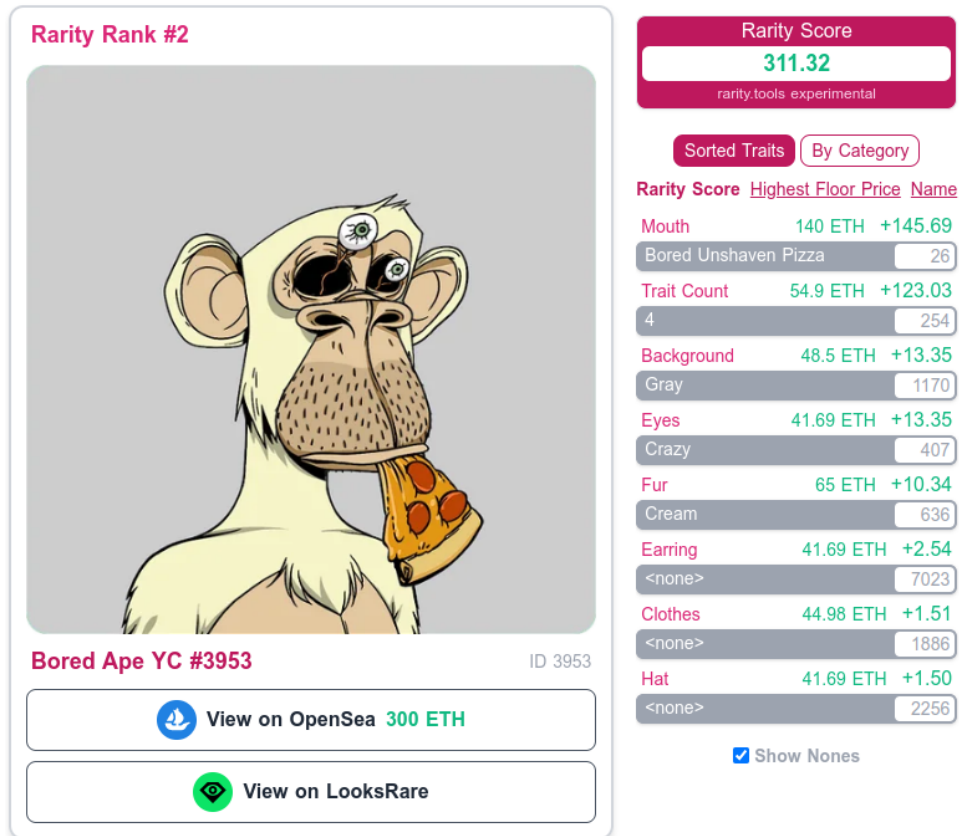 Rarity Rank #2
Bored Ape YC #3953 ID 3953
View on OpenSea 300 ETH
View on LooksRare
Rarity Score
311.32
rarity.tools experimental
Sorted Traits By Category
Rarity Score Highest Floor Price Name
Mouth 140 ETH +145.69
Bored Unshaven Pizza 26
Trait Count 54.9 ETH +123.03
4 254
Background 48.5 ETH +13.35
Gray 1170
Eyes 41.69 ETH +13.35
Crazy 407
Fur 65 ETH +10.34
Cream 636
Earring 41.69 ETH +2.54
<none> 7023
Clothes 44.98 ETH +1.51
<none> 1886
Hat 41.69 ETH +1.50
<none> 2256
Show Nones